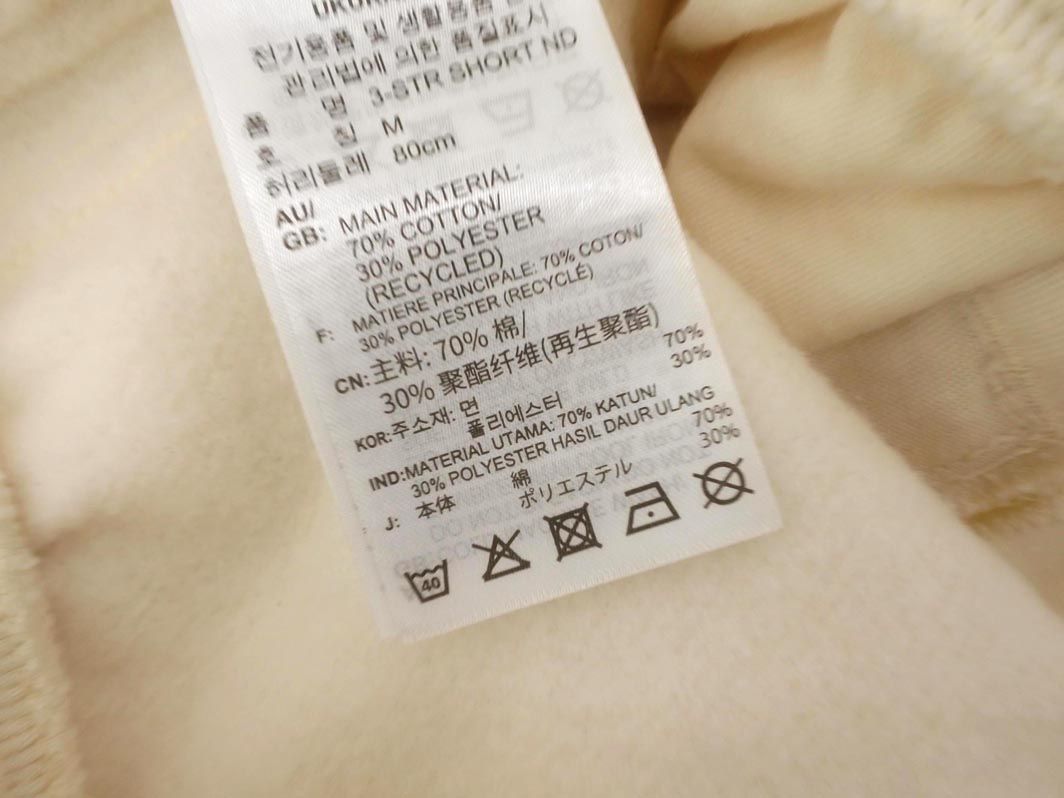 전기용품 및 생활용품 안
관리법에 의한 품질표시
품 명 3-STR SHORT ND
호 칭 M
허리둘레 80cm
AU/
GB: MAIN MATERIAL:
70% COTTON/
30% POLYESTER
(RECYCLED)
F: MATIERE PRINCIPALE: 70% COTON/
30% POLYESTER (RECYCLÉ)
CN: 主料: 70% 棉/
30% 聚酯纤维(再生聚酯)
KOR: 주소재: 면 70%
폴리에스터 30%
IND: MATERIAL UTAMA: 70% KATUN/
30% POLYESTER HASIL DAUR ULANG
J: 本体 綿 70%
ポリエステル 30%
40